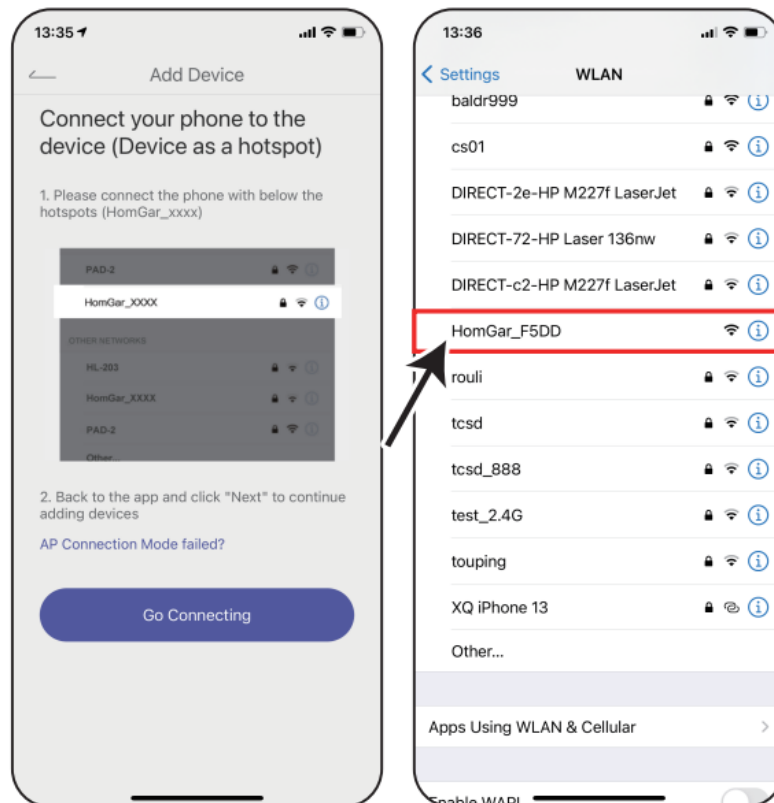 13:35
Add Device
Connect your phone to the
device (Device as a hotspot)
1. Please connect the phone with below the
hotspots (HomGar_xxxx)
PAD-2
HomGar_XXXX
OTHER NETWORKS
HL-203
HomGar_XXXX
PAD-2
Other...
2. Back to the app and click "Next" to continue
adding devices
AP Connection Mode failed?
Go Connecting
13:36
Settings
WLAN
baldr999
cs01
DIRECT-2e-HP M227f LaserJet
DIRECT-72-HP Laser 136nw
DIRECT-c2-HP M227f LaserJet
HomGar_F5DD
rouli
tcsd
tcsd_888
test_2.4G
touping
XQ iPhone 13
Other...
Apps Using WLAN & Cellular
Enable WAPI